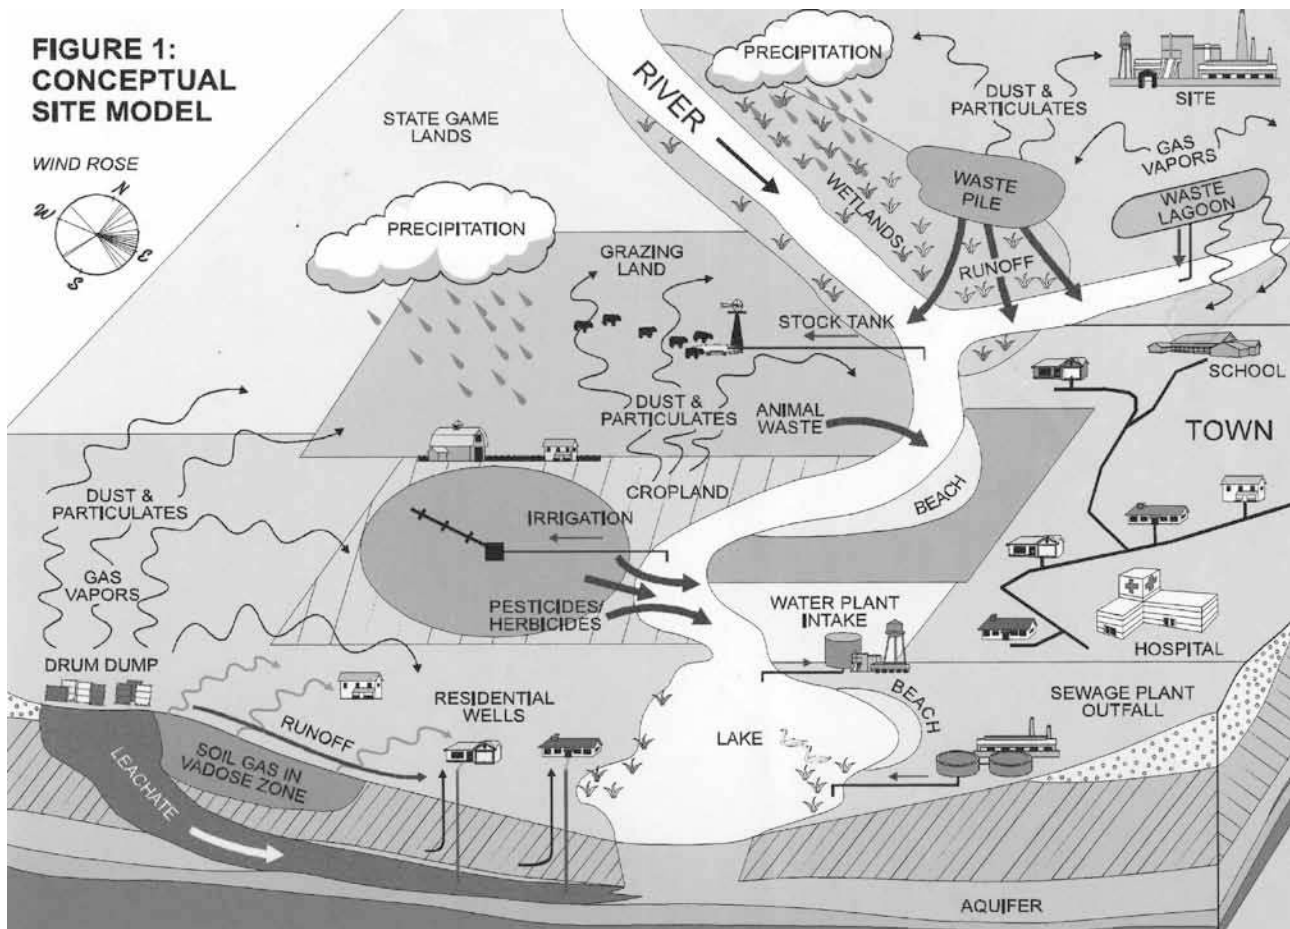 FIGURE 1:
CONCEPTUAL
SITE MODEL
WIND ROSE
N
W
E
S
STATE GAME
LANDS
PRECIPITATION
RIVER
PRECIPITATION
DUST &
PARTICULATES
SITE
GAS
VAPORS
WETLANDS
WASTE
PILE
WASTE
LAGOON
RUNOFF
GRAZING
LAND
STOCK TANK
SCHOOL
TOWN
DUST &
PARTICULATES
ANIMAL
WASTE
CROPLAND
BEACH
DUST &
PARTICULATES
IRRIGATION
GAS
VAPORS
PESTICIDES/
HERBICIDES
WATER PLANT
INTAKE
HOSPITAL
DRUM DUMP
RESIDENTIAL
WELLS
BEACH
SEWAGE PLANT
OUTFALL
RUNOFF
LAKE
SOIL GAS IN
VADOSE ZONE
LEACHATE
AQUIFER